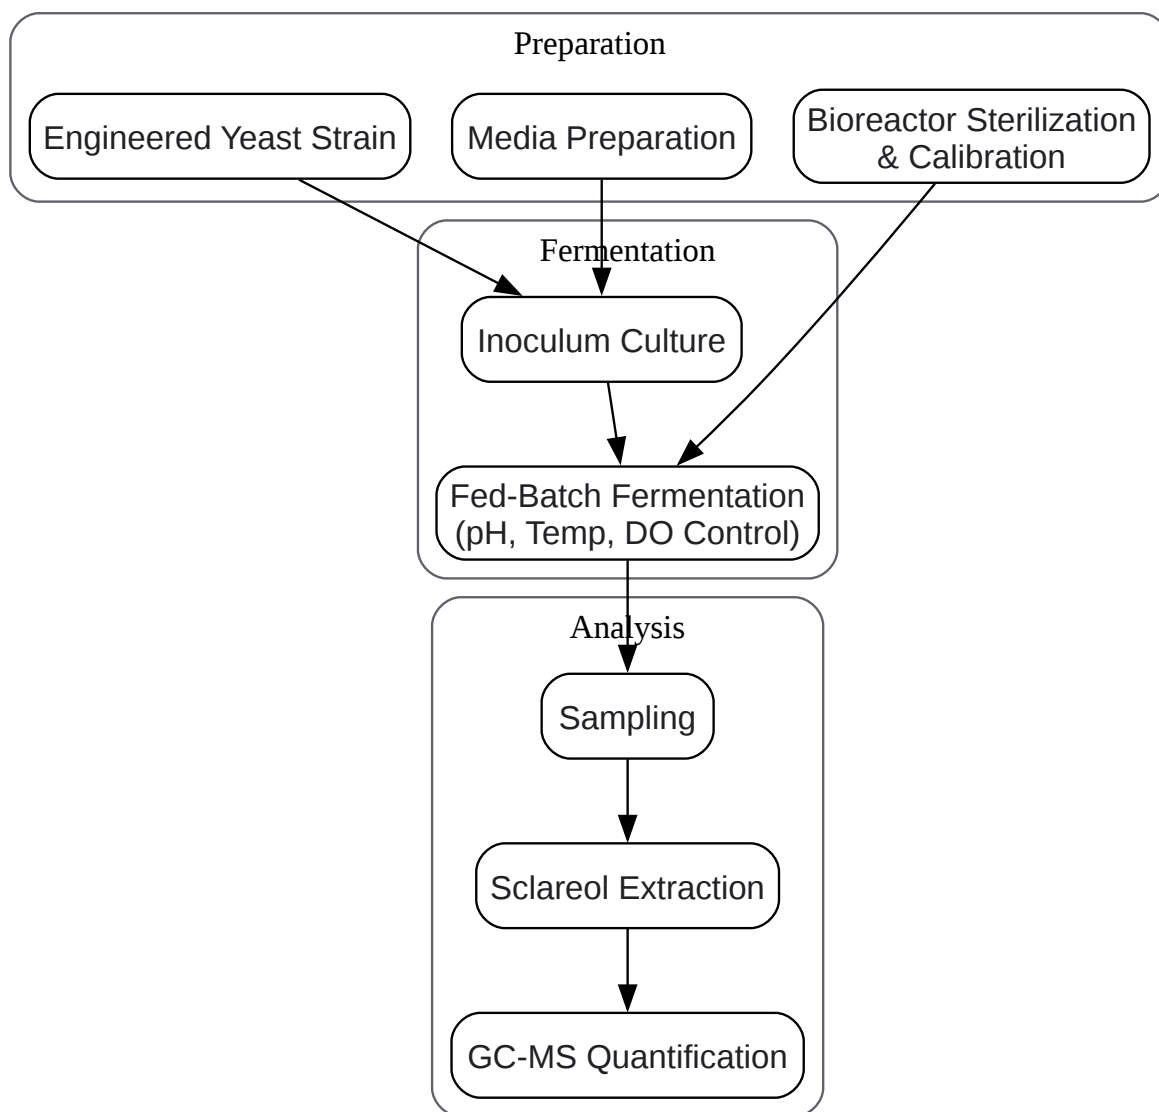 Preparation
Engineered Yeast Strain
Media Preparation
Bioreactor Sterilization
& Calibration
Fermentation
Inoculum Culture
Fed-Batch Fermentation
(pH, Temp, DO Control)
Analysis
Sampling
Sclareol Extraction
GC-MS Quantification